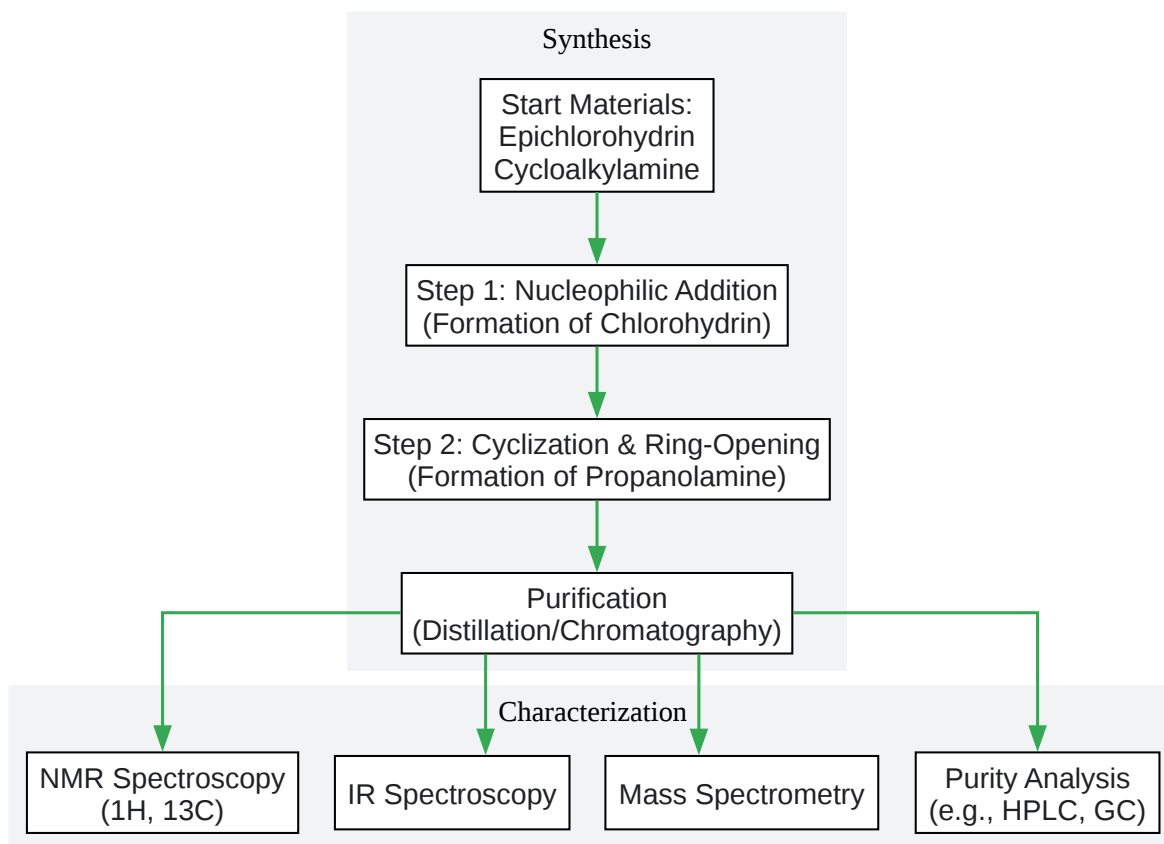 Synthesis
Start Materials:
Epichlorohydrin
Cycloalkylamine
Step 1: Nucleophilic Addition
(Formation of Chlorohydrin)
Step 2: Cyclization & Ring-Opening
(Formation of Propanolamine)
Purification
(Distillation/Chromatography)
Characterization
NMR Spectroscopy
(1H, 13C)
IR Spectroscopy
Mass Spectrometry
Purity Analysis
(e.g., HPLC, GC)